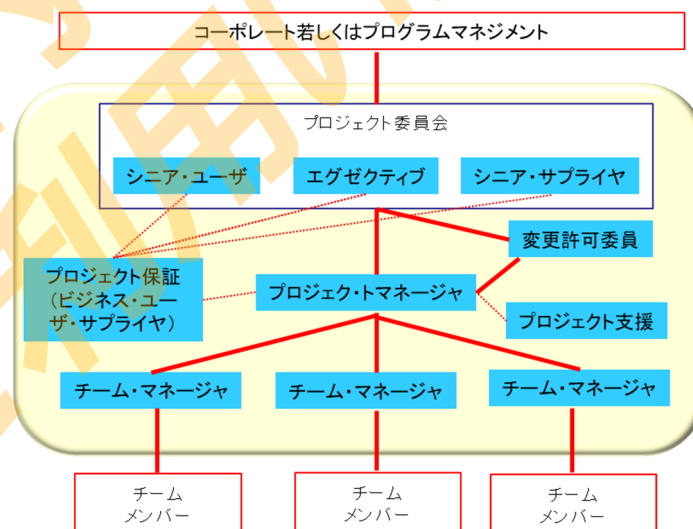 コーポレート若しくはプログラムマネジメント
プロジェクト委員会
シニア・ユーザ
エグゼクティブ
シニア・サプライヤ
変更許可委員
プロジェクト保証
（ビジネス・ユー
ザ・サプライヤ）
プロジェク・トマネージャ
プロジェクト支援
チーム・マネージャ
チーム・マネージャ
チーム・マネージャ
チーム
メンバー
チーム
メンバー
チーム
メンバー